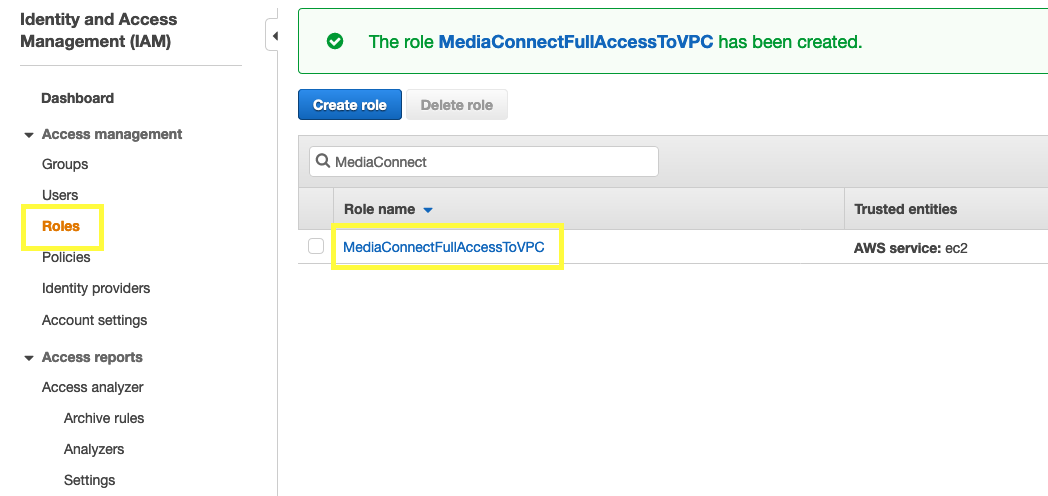 Identity and Access
Management (IAM)
Dashboard
Access management
Groups
Users
Roles
Policies
Identity providers
Account settings
Access reports
Access analyzer
Archive rules
Analyzers
Settings
The role MediaConnectFullAccessToVPC has been created.
Create role Delete role
MediaConnect
Role name Trusted entities
MediaConnectFullAccessToVPC AWS service: ec2